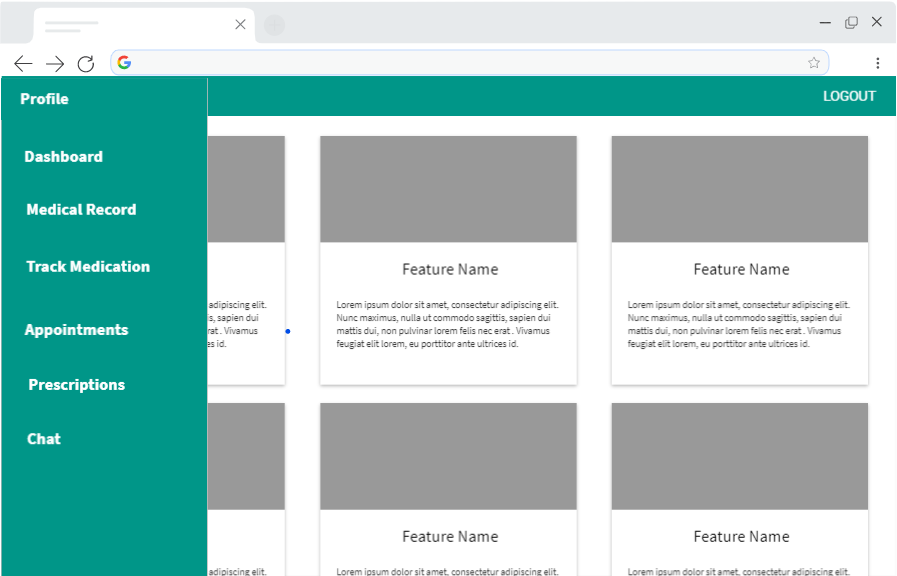 Profile
LOGOUT
Dashboard
Medical Record
Track Medication
Appointments
Prescriptions
Chat
adipiscing elit.
s, sapien dui
rat . Vivamus
es id.
Feature Name
Lorem ipsum dolor sit amet, consectetur adipiscing elit.
Nunc maximus, nulla ut commodo sagittis, sapien dui
mattis dui, non pulvinar lorem felis nec erat . Vivamus
feugiat elit lorem, eu porttitor ante ultrices id.
Feature Name
Lorem ipsum dolor sit amet, consectetur adipiscing elit.
Nunc maximus, nulla ut commodo sagittis, sapien dui
mattis dui, non pulvinar lorem felis nec erat . Vivamus
feugiat elit lorem, eu porttitor ante ultrices id.
adipiscing elit.
Feature Name
Lorem ipsum dolor sit amet, consectetur adipiscing elit.
Feature Name
Lorem ipsum dolor sit amet, consectetur adipiscing elit.